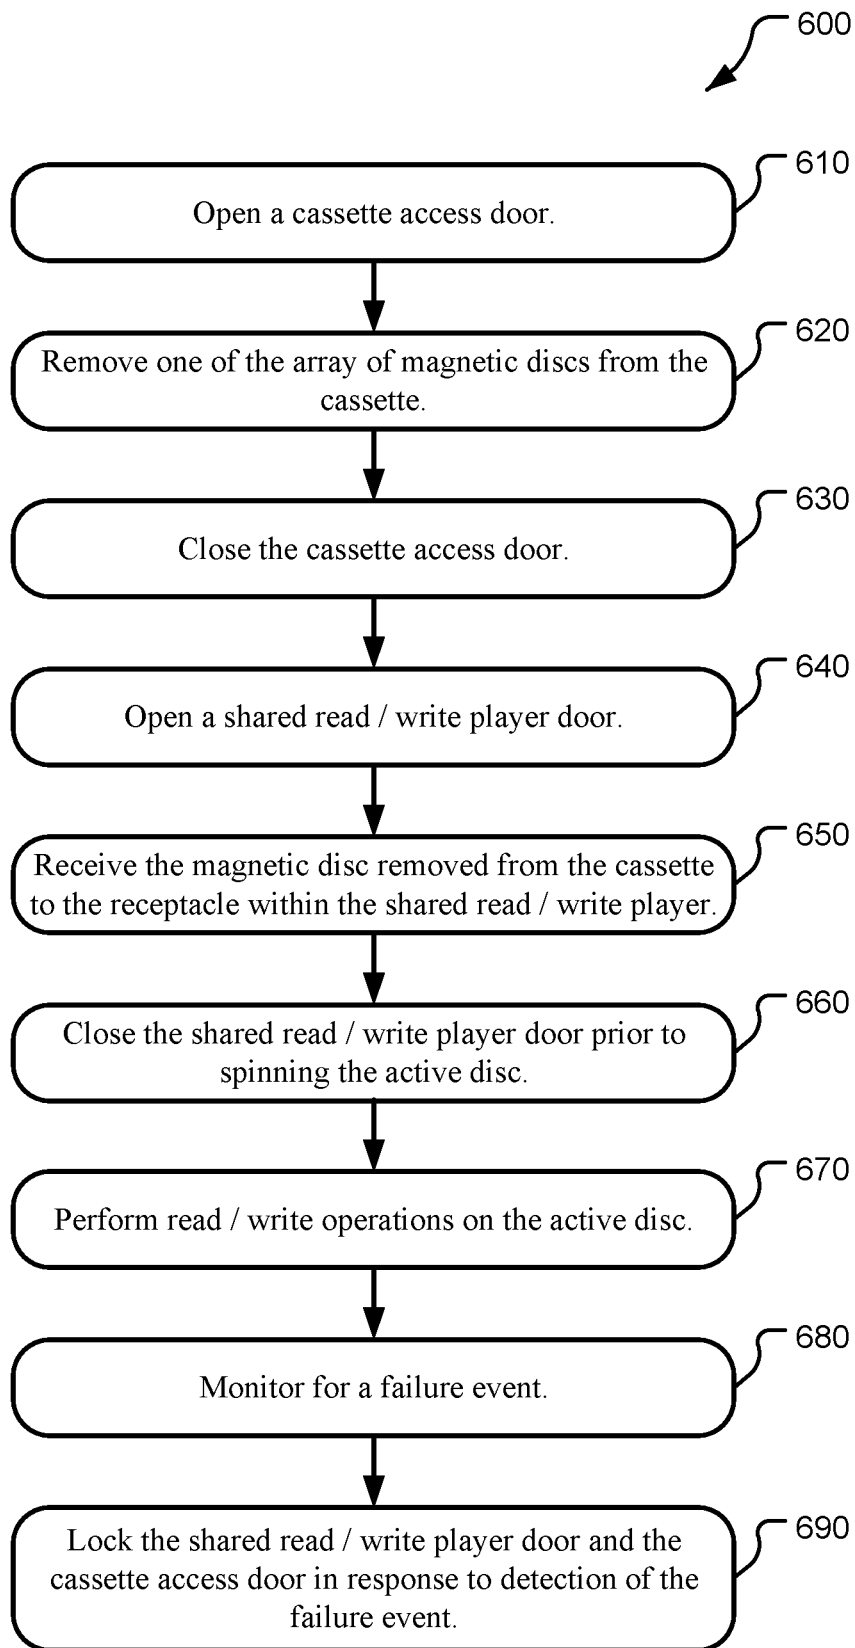 600
610
Open a cassette access door.
620
Remove one of the array of magnetic discs from the
cassette.
630
Close the cassette access door.
640
Open a shared read / write player door.
650
Receive the magnetic disc removed from the cassette
to the receptacle within the shared read / write player.
660
Close the shared read / write player door prior to
spinning the active disc.
670
Perform read / write operations on the active disc.
680
Monitor for a failure event.
690
Lock the shared read / write player door and the
cassette access door in response to detection of the
failure event.